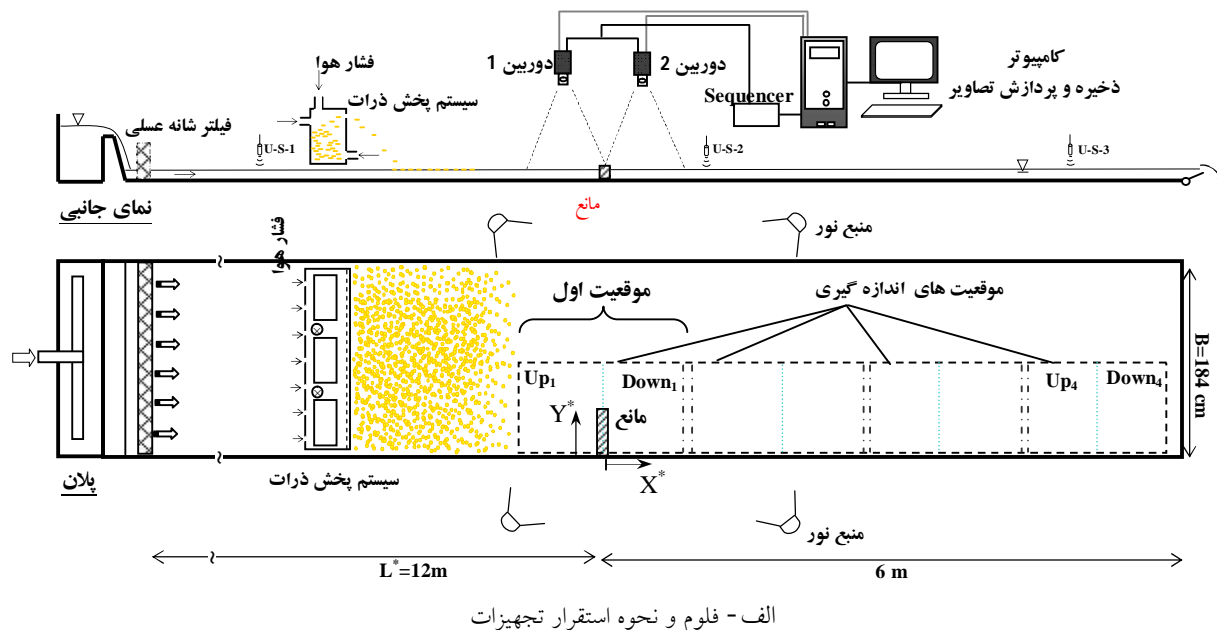 فشار هوا
سیستم پخش ذرات
فیلتر شانه عسلی
دوربین 1
دوربین 2
کامپیوتر
ذخیره و پردازش تصاویر
Sequencer
U-S-1
U-S-2
U-S-3
نمای جانبی
مانع
فشار هوا
منبع نور
موقعیت اول
موقعیت های اندازه گیری
Up1
Down1
Up4
Down4
Y*
مانع
X*
B=184 cm
پلان
سیستم پخش ذرات
منبع نور
L*=12m
6 m
الف - فلوم و نحوه استقرار تجهیزات